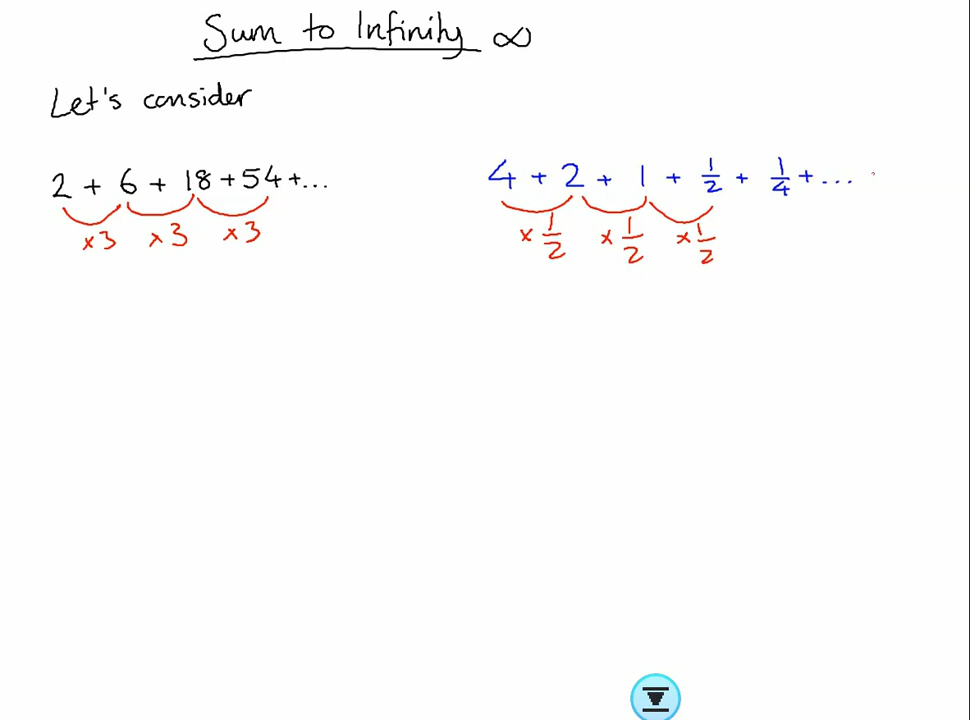 Sum to Infinity ∞
Let's consider
2 + 6 + 18 + 54 + ...
×3 ×3 ×3
4 + 2 + 1 + 1/2 + 1/4 + ...
×1/2 ×1/2 ×1/2